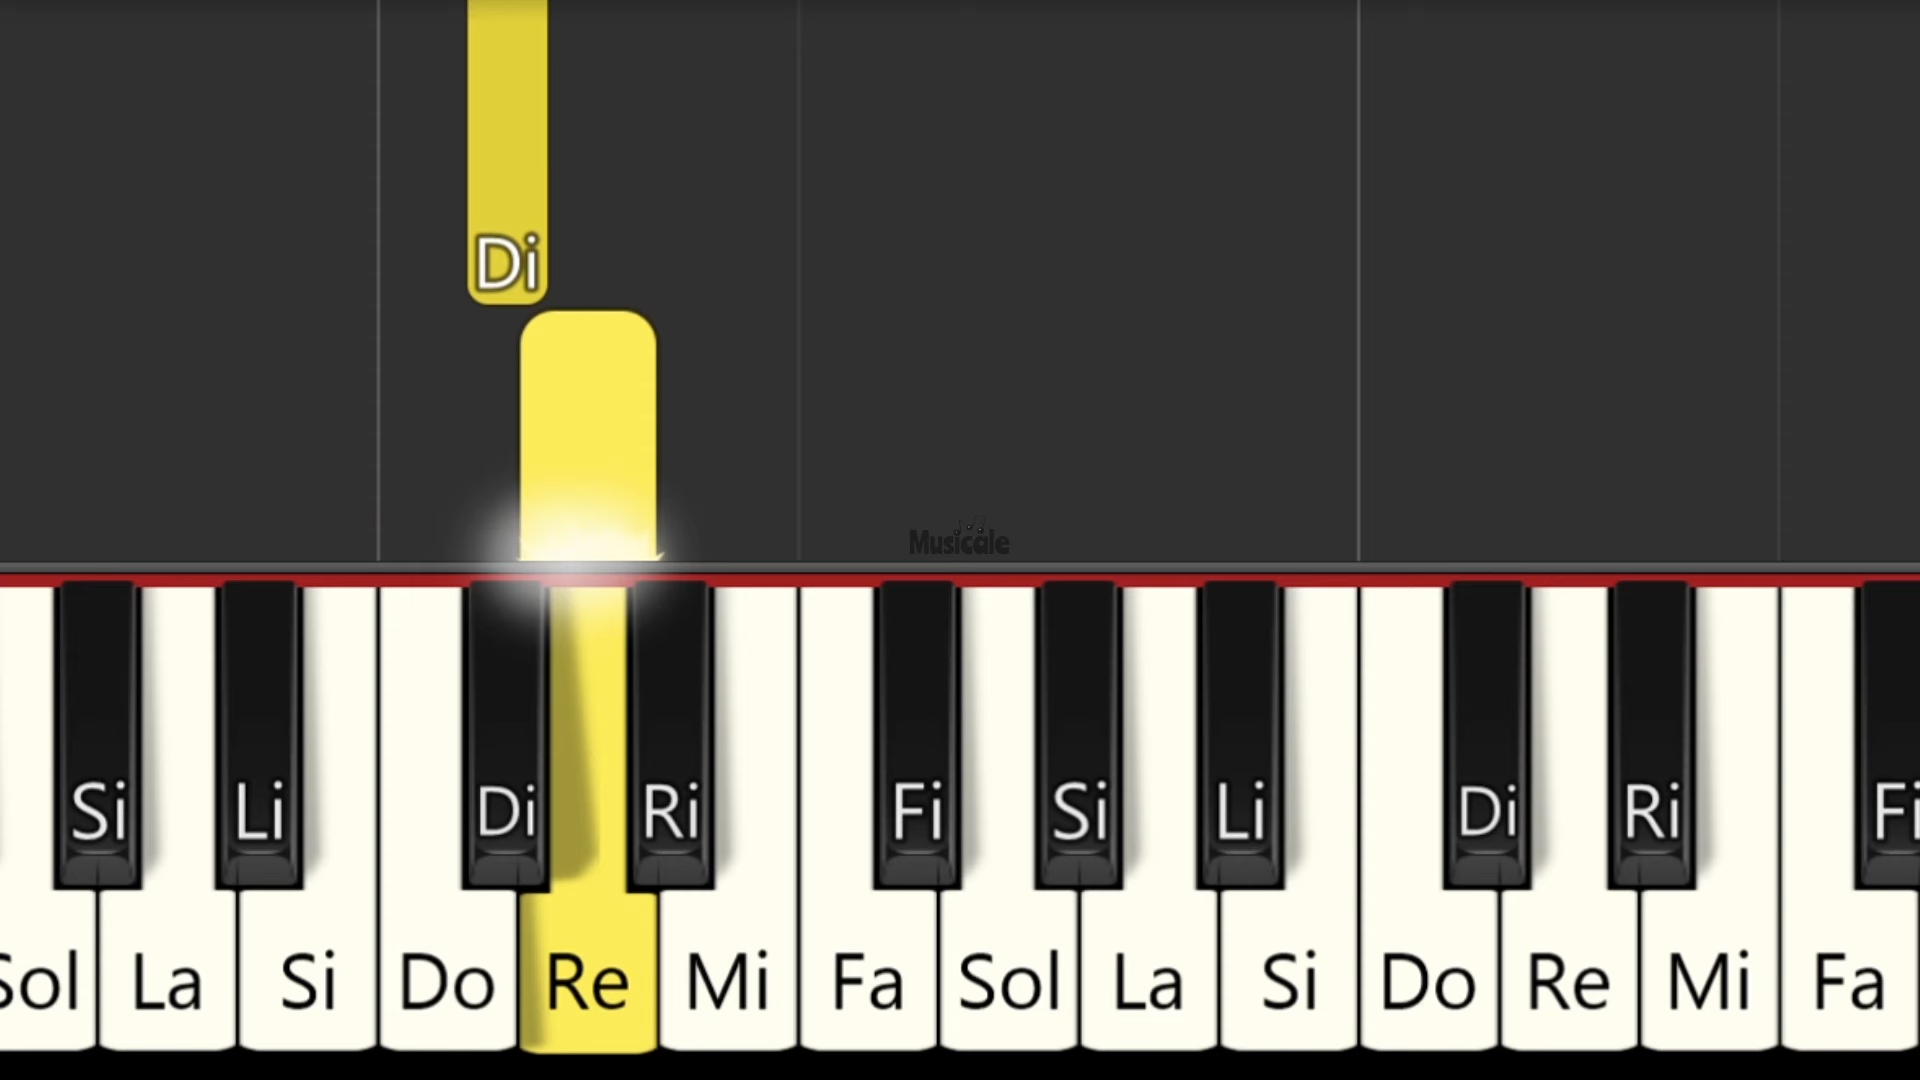 Di
Musicale
Si Li Di Ri Fi Si Li Di Ri Fi
Sol La Si Do Re Mi Fa Sol La Si Do Re Mi Fa